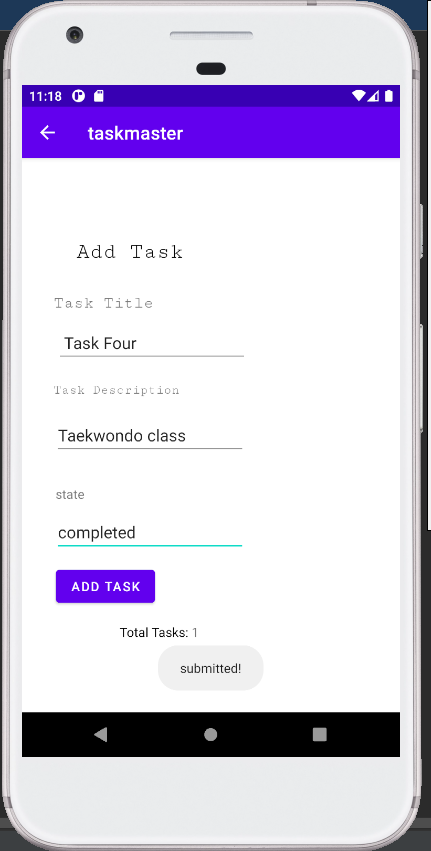 11:18
taskmaster
Add Task
Task Title
Task Four
Task Description
Taekwondo class
state
completed
ADD TASK
Total Tasks: 1
submitted!